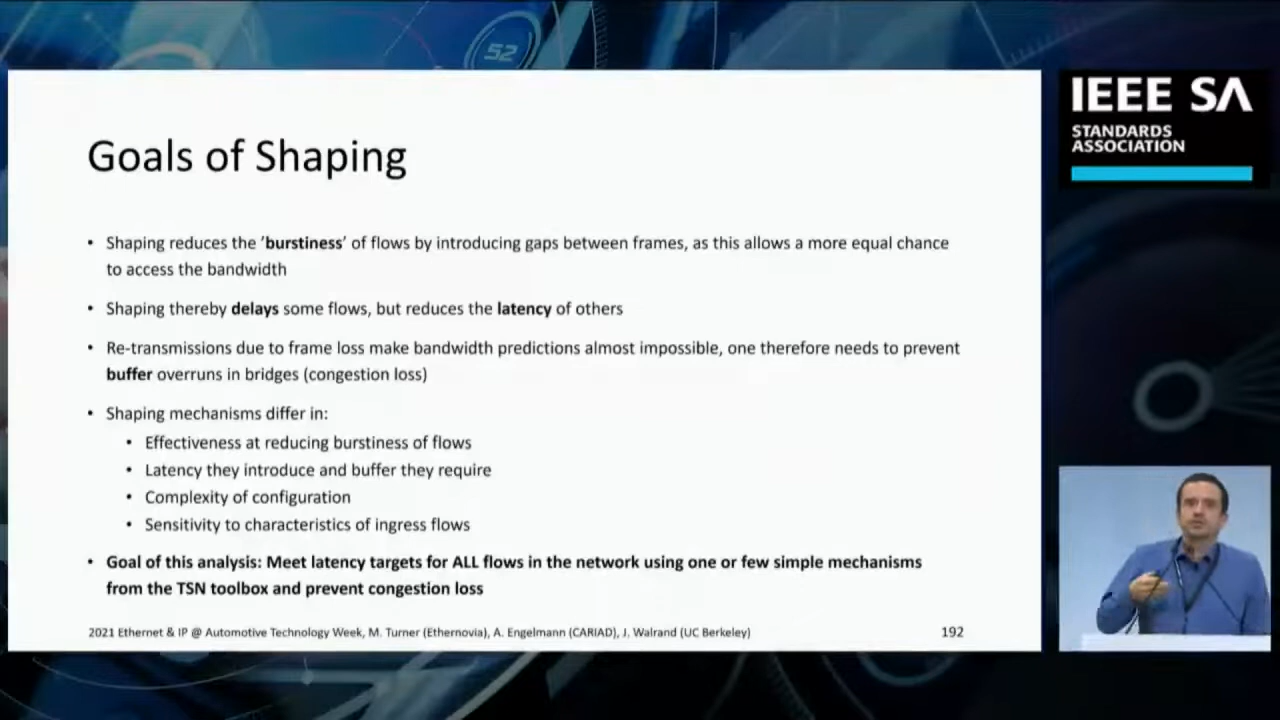 52
IEEE SA
STANDARDS
ASSOCIATION
Goals of Shaping
• Shaping reduces the 'burstiness' of flows by introducing gaps between frames, as this allows a more equal chance
to access the bandwidth
• Shaping thereby delays some flows, but reduces the latency of others
• Re-transmissions due to frame loss make bandwidth predictions almost impossible, one therefore needs to prevent
buffer overruns in bridges (congestion loss)
• Shaping mechanisms differ in:
• Effectiveness at reducing burstiness of flows
• Latency they introduce and buffer they require
• Complexity of configuration
• Sensitivity to characteristics of ingress flows
• Goal of this analysis: Meet latency targets for ALL flows in the network using one or few simple mechanisms
from the TSN toolbox and prevent congestion loss
2021 Ethernet & IP @ Automotive Technology Week, M. Turner (Ethernovia), A. Engelmann (CARIAD), J. Walrand (UC Berkeley)
192